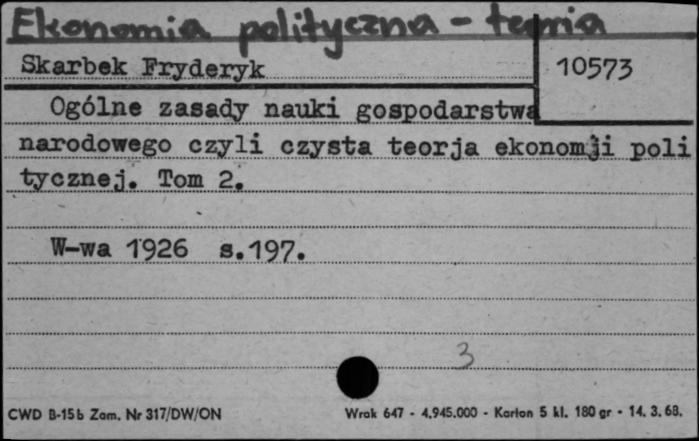 Ekonomia polityczna - teoria
Skarbek Fryderyk
10573
Ogólne zasady nauki gospodarstwa
narodowego czyli czysta teorja ekonomji poli
tycznej. Tom 2.
W-wa 1926 s.197.
3
CWD B-15b Zam. Nr 317/DW/ON
Wrak 647 - 4.945.000 - Karton 5 kl. 180 gr - 14. 3. 68.